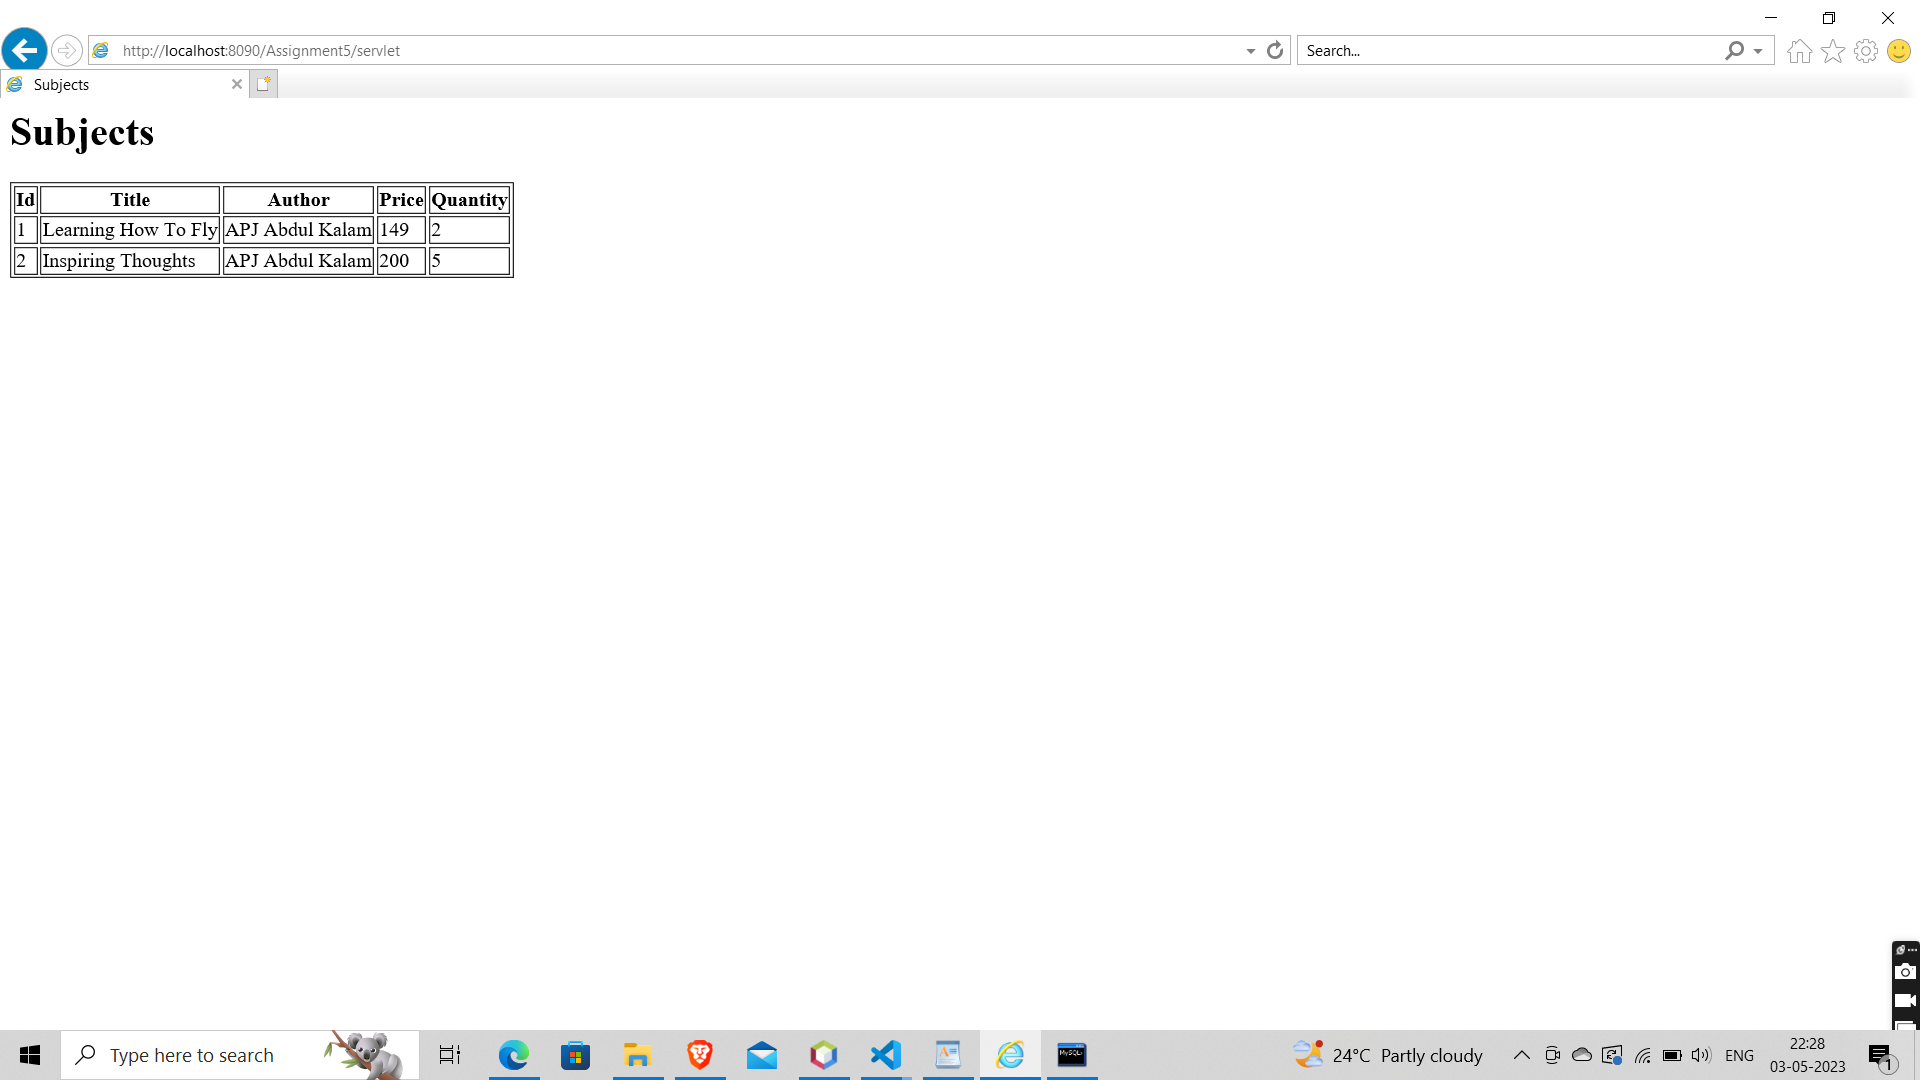 http://localhost:8090/Assignment5/servlet
Search...
Subjects
Subjects
Id Title Author Price Quantity
1 Learning How To Fly APJ Abdul Kalam 149 2
2 Inspiring Thoughts APJ Abdul Kalam 200 5
Type here to search
MySQL
24°C Partly cloudy
ENG
22:28
03-05-2023
1